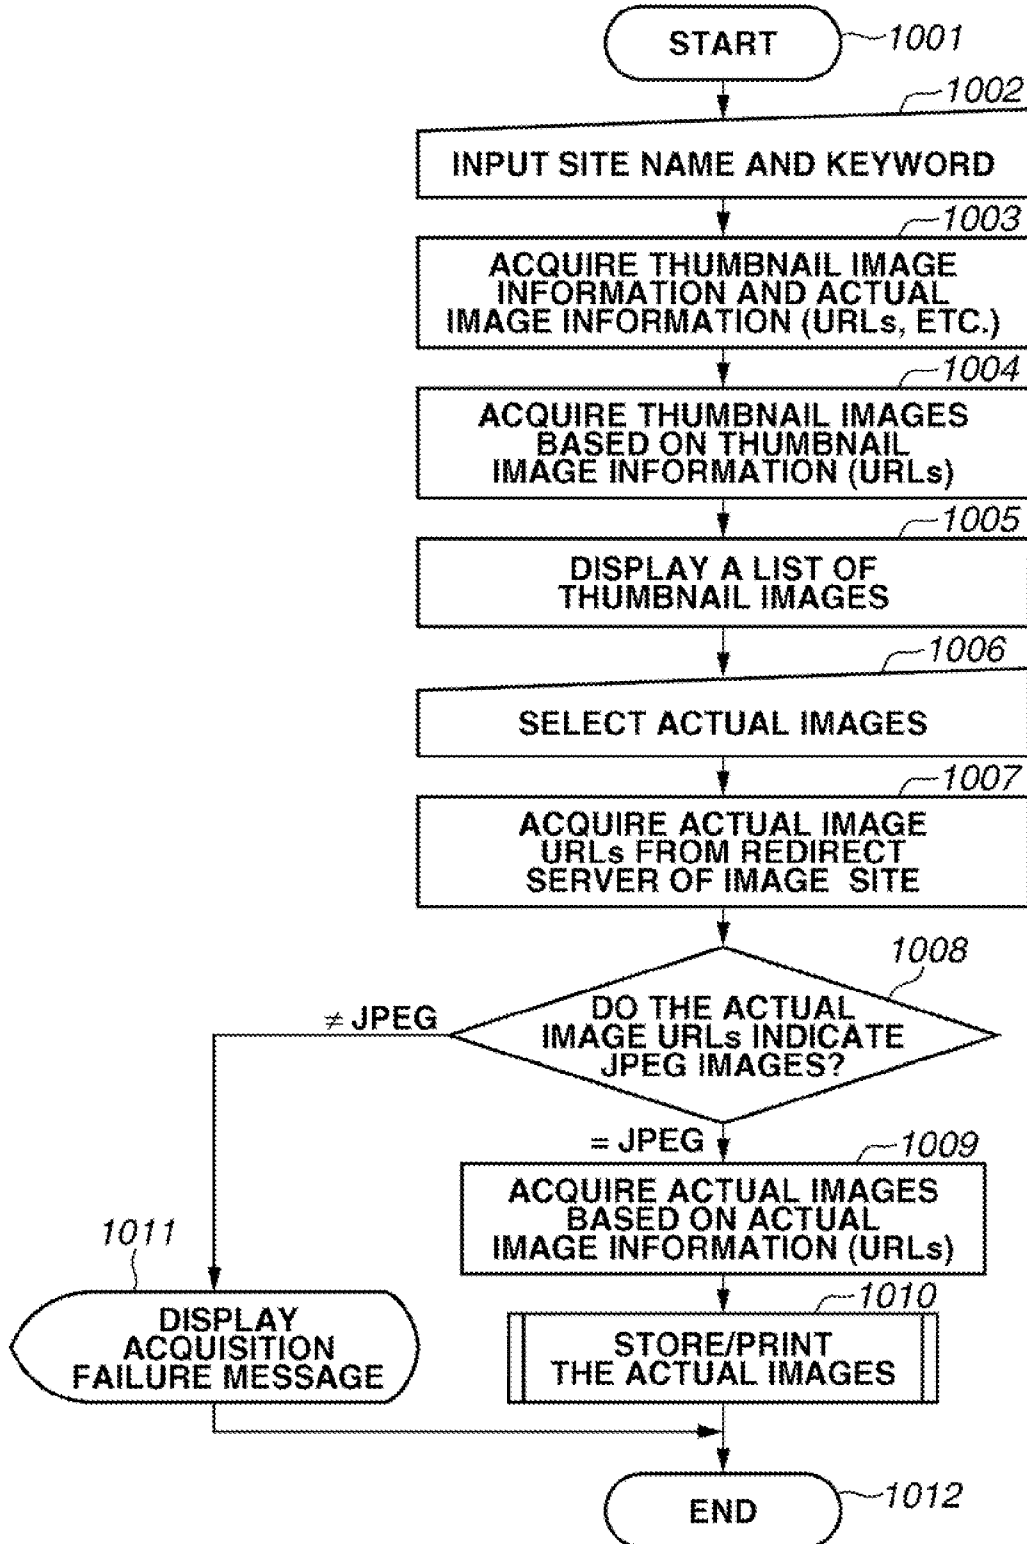 START
1001
1002
INPUT SITE NAME AND KEYWORD
1003
ACQUIRE THUMBNAIL IMAGE
INFORMATION AND ACTUAL
IMAGE INFORMATION (URLs, ETC.)
1004
ACQUIRE THUMBNAIL IMAGES
BASED ON THUMBNAIL
IMAGE INFORMATION (URLs)
1005
DISPLAY A LIST OF
THUMBNAIL IMAGES
1006
SELECT ACTUAL IMAGES
1007
ACQUIRE ACTUAL IMAGE
URLs FROM REDIRECT
SERVER OF IMAGE SITE
1008
DO THE ACTUAL
IMAGE URLs INDICATE
JPEG IMAGES?
≠ JPEG
= JPEG
1009
ACQUIRE ACTUAL IMAGES
BASED ON ACTUAL
IMAGE INFORMATION (URLs)
1011
DISPLAY
ACQUISITION
FAILURE MESSAGE
1010
STORE/PRINT
THE ACTUAL IMAGES
END
1012